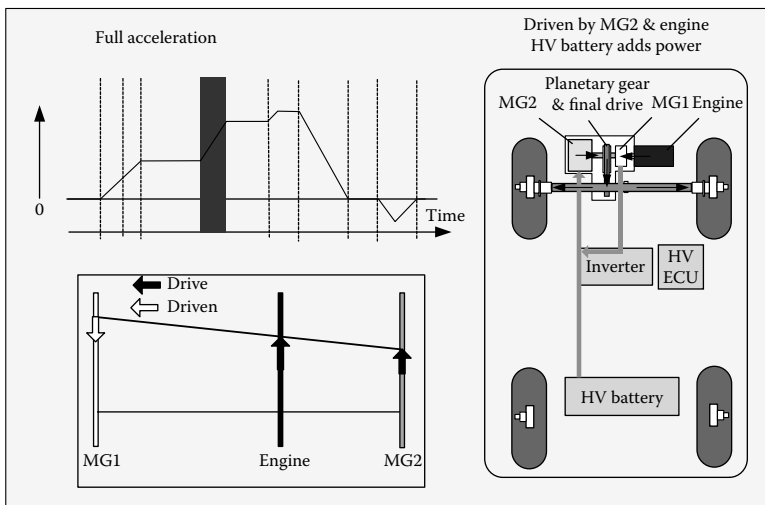 Full acceleration
0
Time
Drive
Driven
MG1
Engine
MG2
Driven by MG2 & engine
HV battery adds power
Planetary gear
& final drive
MG2
MG1 Engine
Inverter
HV
ECU
HV battery